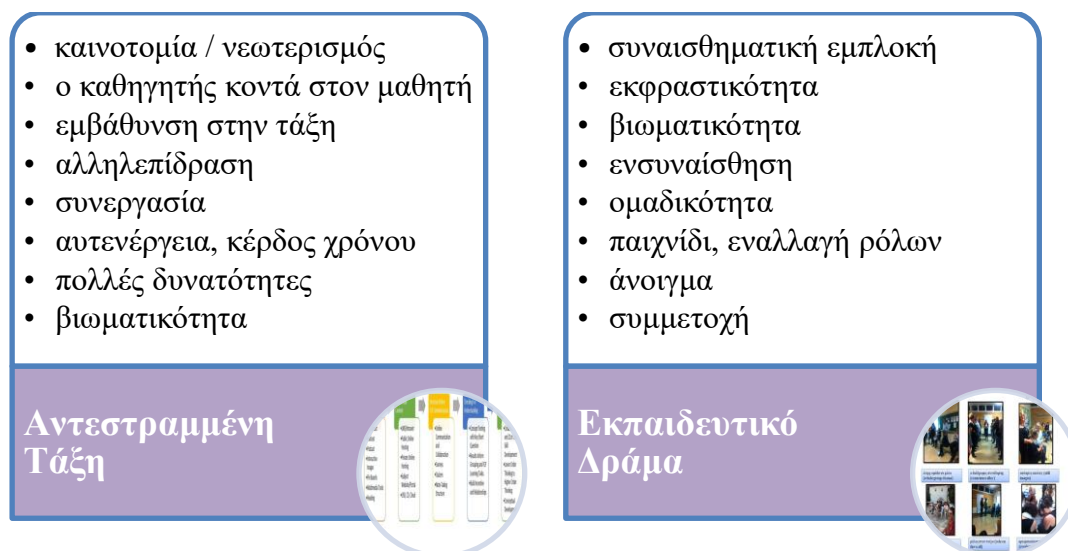 • καινοτομία / νεωτερισμός
• ο καθηγητής κοντά στον μαθητή
• εμβάθυνση στην τάξη
• αλληλεπίδραση
• συνεργασία
• αυτενέργεια, κέρδος χρόνου
• πολλές δυνατότητες
• βιωματικότητα
Αντεστραμμένη
Τάξη
• συναισθηματική εμπλοκή
• εκφραστικότητα
• βιωματικότητα
• ενσυναίσθηση
• ομαδικότητα
• παιχνίδι, εναλλαγή ρόλων
• άνοιγμα
• συμμετοχή
Εκπαιδευτικό
Δράμα